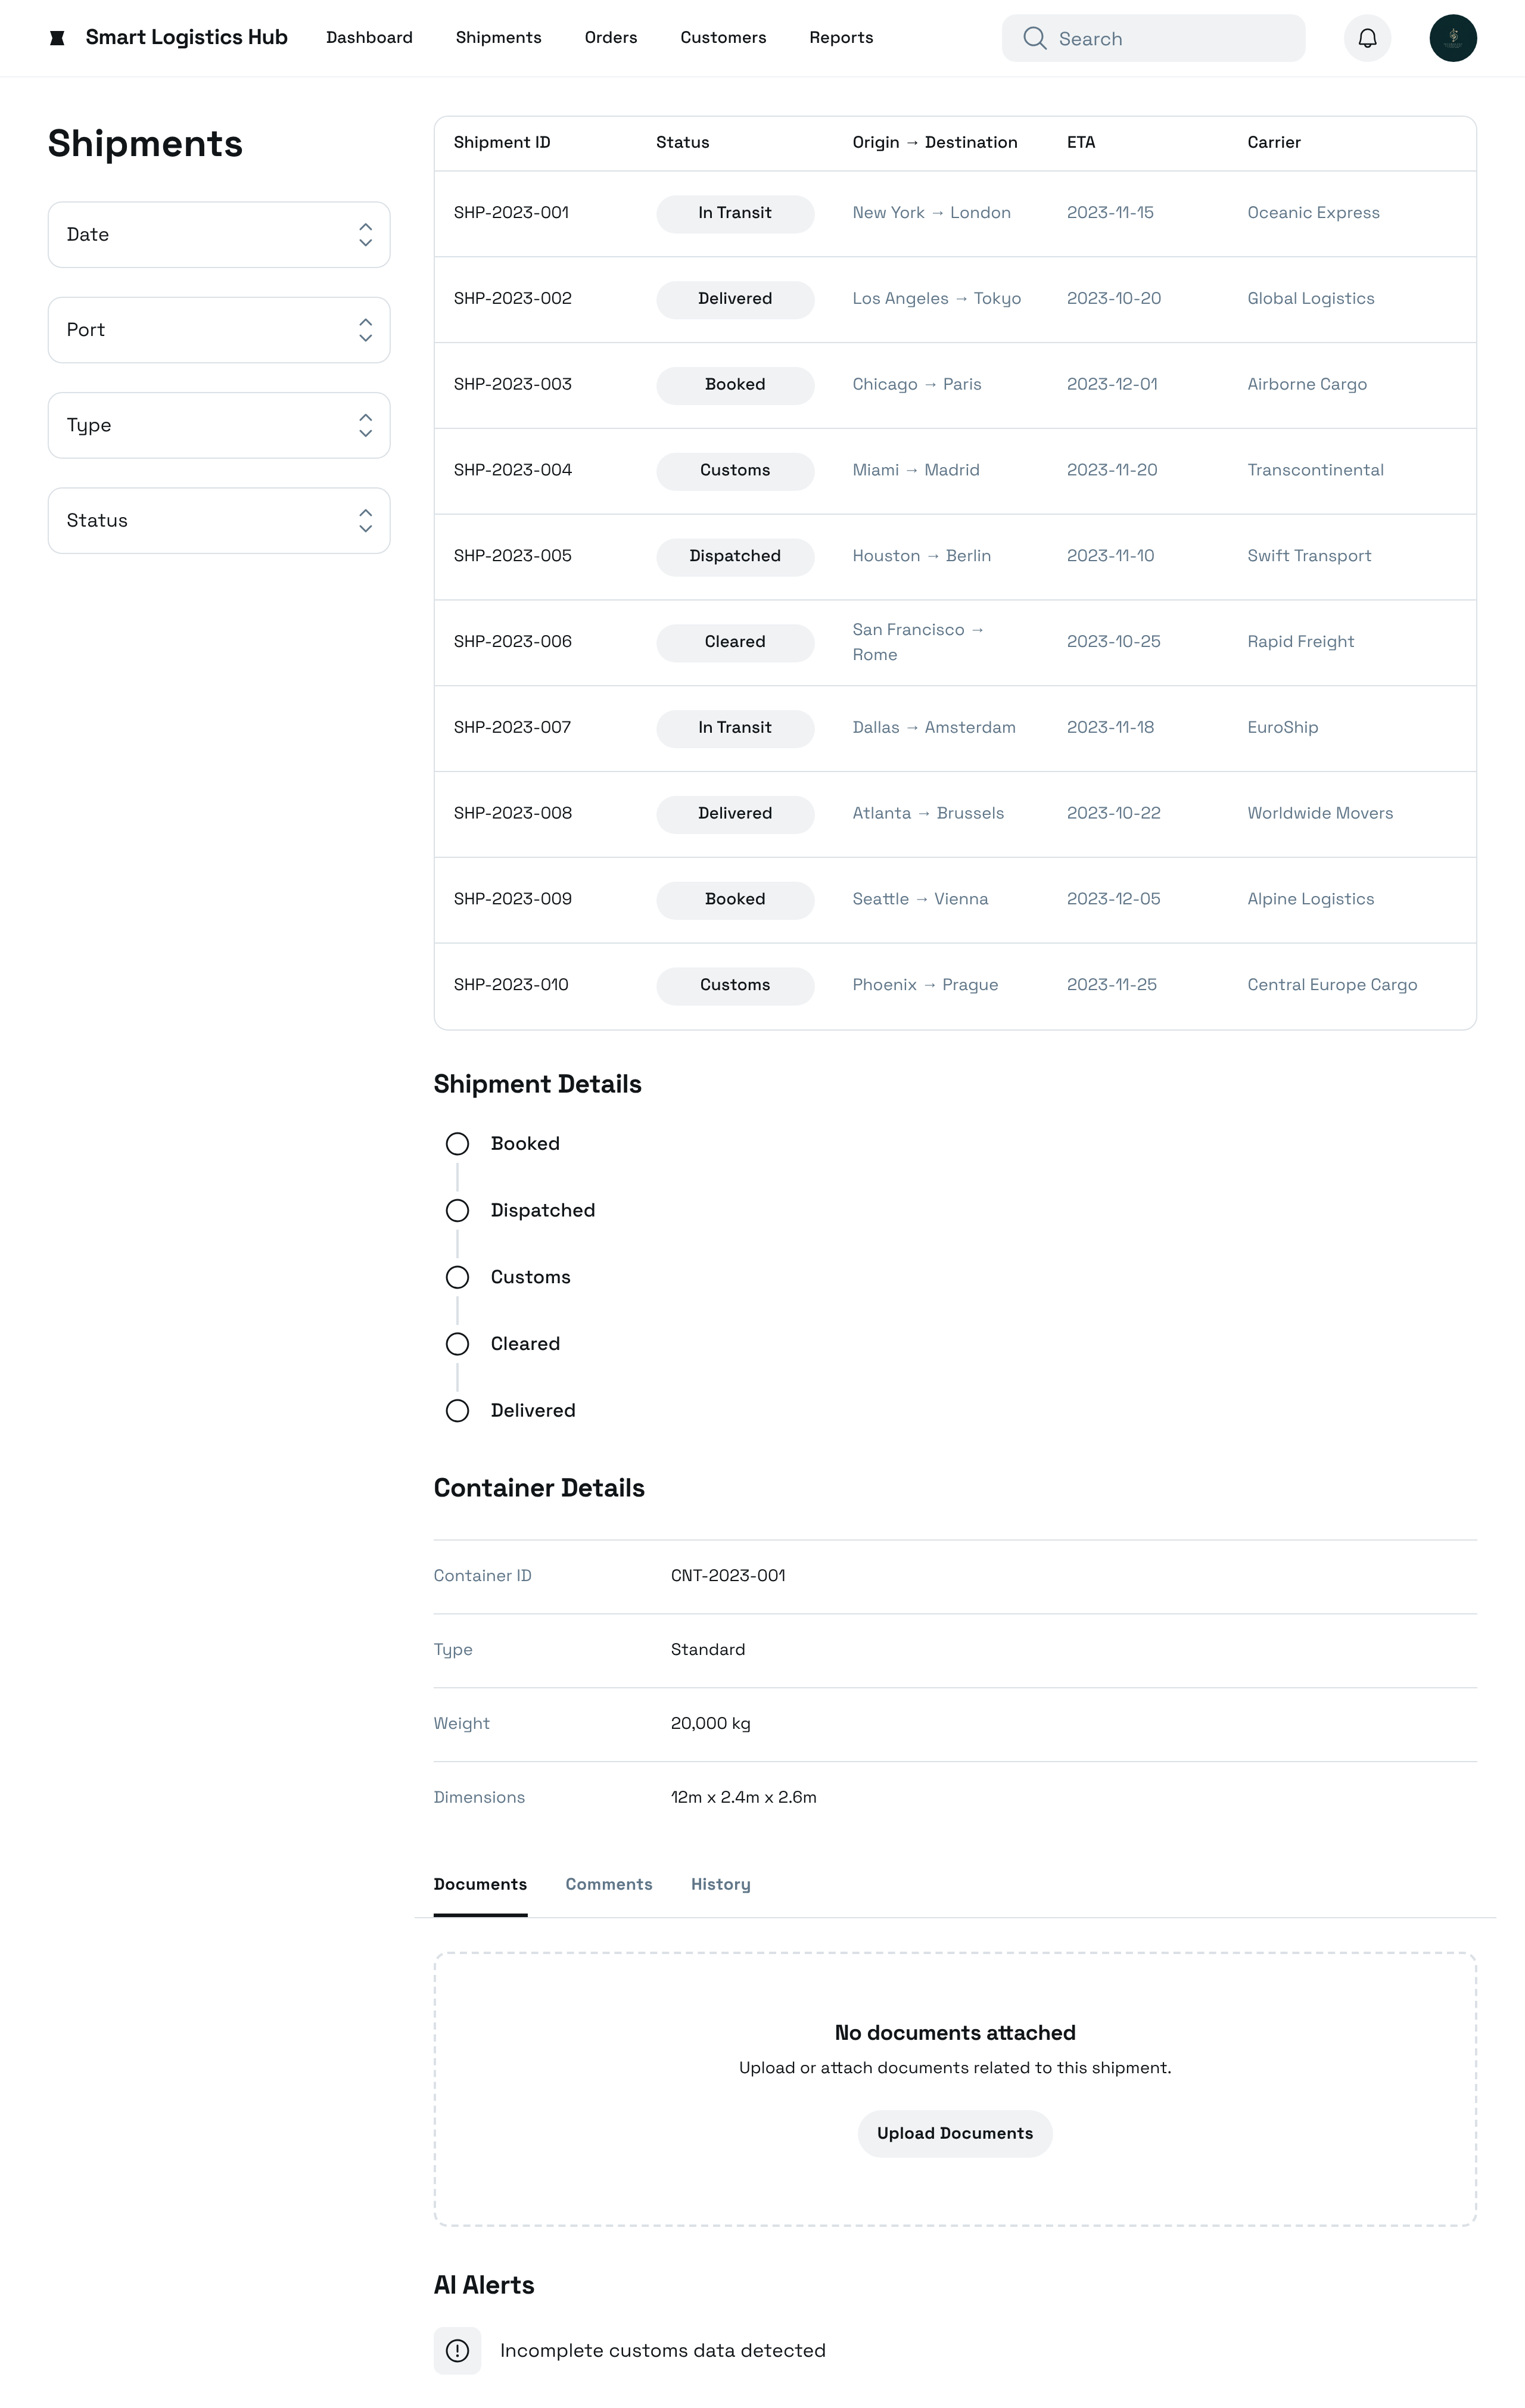 Smart Logistics Hub Dashboard Shipments Orders Customers Reports Search
Shipments
Date
Port
Type
Status
Shipment ID Status Origin → Destination ETA Carrier
SHP-2023-001 In Transit New York → London 2023-11-15 Oceanic Express
SHP-2023-002 Delivered Los Angeles → Tokyo 2023-10-20 Global Logistics
SHP-2023-003 Booked Chicago → Paris 2023-12-01 Airborne Cargo
SHP-2023-004 Customs Miami → Madrid 2023-11-20 Transcontinental
SHP-2023-005 Dispatched Houston → Berlin 2023-11-10 Swift Transport
SHP-2023-006 Cleared San Francisco → Rome 2023-10-25 Rapid Freight
SHP-2023-007 In Transit Dallas → Amsterdam 2023-11-18 EuroShip
SHP-2023-008 Delivered Atlanta → Brussels 2023-10-22 Worldwide Movers
SHP-2023-009 Booked Seattle → Vienna 2023-12-05 Alpine Logistics
SHP-2023-010 Customs Phoenix → Prague 2023-11-25 Central Europe Cargo
Shipment Details
Booked
Dispatched
Customs
Cleared
Delivered
Container Details
Container ID CNT-2023-001
Type Standard
Weight 20,000 kg
Dimensions 12m x 2.4m x 2.6m
Documents Comments History
No documents attached
Upload or attach documents related to this shipment.
Upload Documents
AI Alerts
Incomplete customs data detected